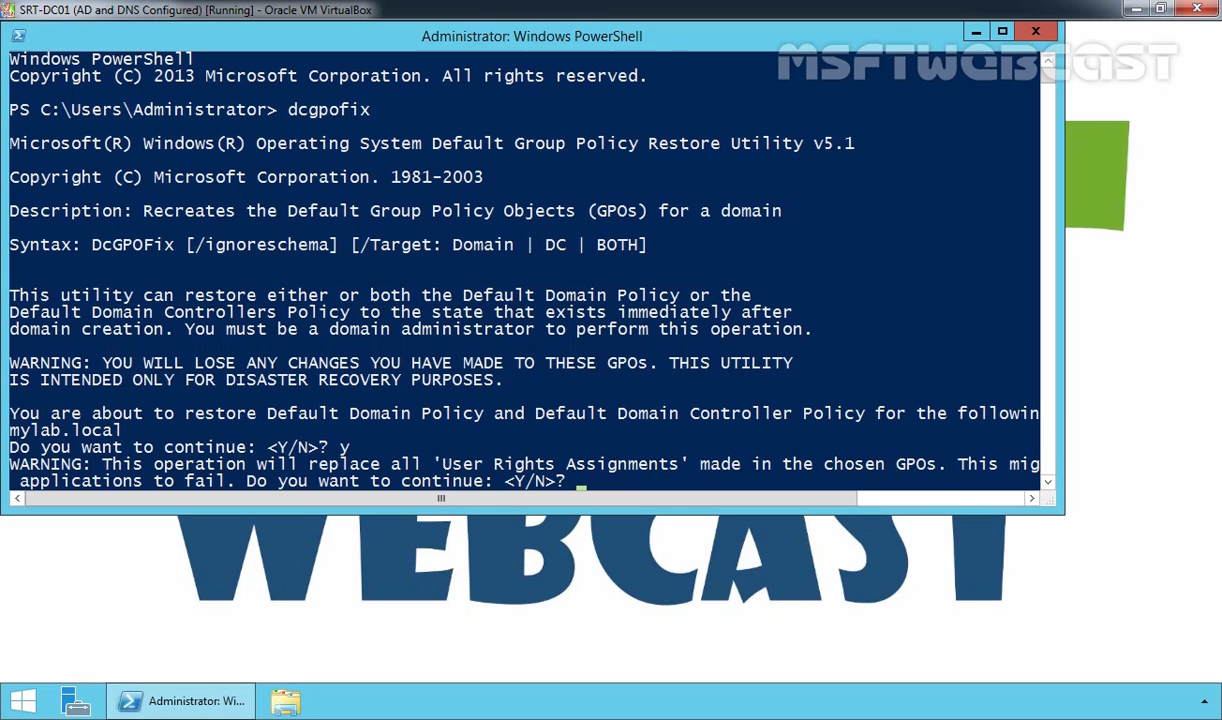 SRT-DC01 (AD and DNS Configured) [Running] - Oracle VM VirtualBox
Administrator: Windows PowerShell
MSFTWEBCAST
Windows PowerShell
Copyright (C) 2013 Microsoft Corporation. All rights reserved.
PS C:\Users\Administrator> dcgpofix
Microsoft(R) Windows(R) Operating System Default Group Policy Restore Utility v5.1
Copyright (C) Microsoft Corporation. 1981-2003
Description: Recreates the Default Group Policy Objects (GPOs) for a domain
Syntax: DcGPOFix [/ignoreschema] [/Target: Domain | DC | BOTH]
This utility can restore either or both the Default Domain Policy or the
Default Domain Controllers Policy to the state that exists immediately after
domain creation. You must be a domain administrator to perform this operation.
WARNING: YOU WILL LOSE ANY CHANGES YOU HAVE MADE TO THESE GPOs. THIS UTILITY
IS INTENDED ONLY FOR DISASTER RECOVERY PURPOSES.
You are about to restore Default Domain Policy and Default Domain Controller Policy for the followin
mylab.local
Do you want to continue: <Y/N>? y
WARNING: This operation will replace all 'User Rights Assignments' made in the chosen GPOs. This mig
applications to fail. Do you want to continue: <Y/N>?
WEBCAST
Administrator: Wi...